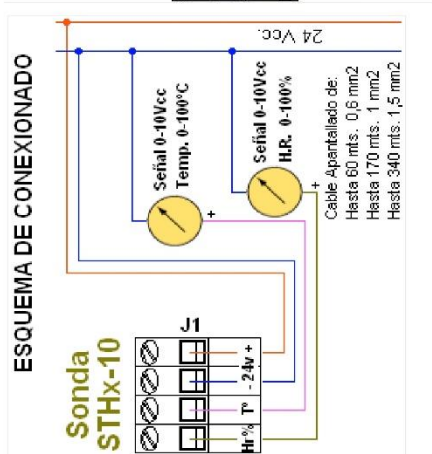 ESQUEMA DE CONEXIONADO
24 Vcc.
Señal 0-10Vcc
Temp. 0-100ºC
+
Señal 0-10Vcc
H.R. 0-100%
+
Cable Apantallado de:
Hasta 60 mts. 0,6 mm2
Hasta 170 mts. 1 mm2
Hasta 340 mts. 1,5 mm2
Sonda
STHx-10
J1
Hr% Tº - 24v +